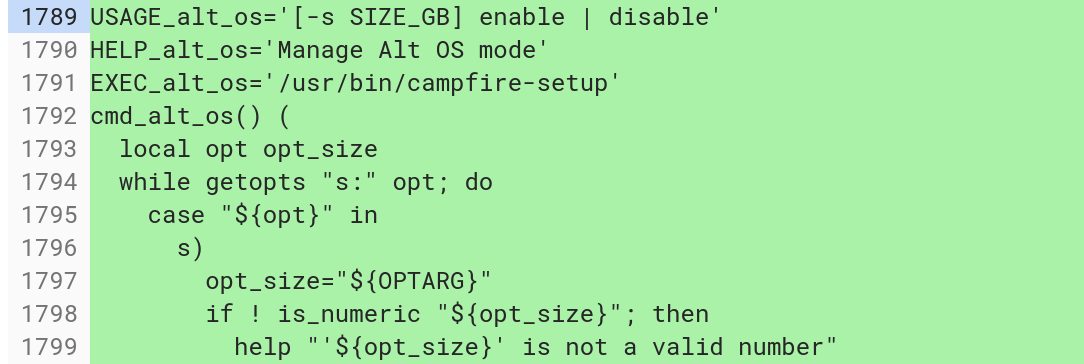 1789 USAGE_alt_os='[-s SIZE_GB] enable | disable'
1790 HELP_alt_os='Manage Alt OS mode'
1791 EXEC_alt_os='/usr/bin/campfire-setup'
1792 cmd_alt_os() (
1793   local opt opt_size
1794   while getopts "s:" opt; do
1795     case "${opt}" in
1796       s)
1797         opt_size="${OPTARG}"
1798         if ! is_numeric "${opt_size}"; then
1799           help "'${opt_size}' is not a valid number"